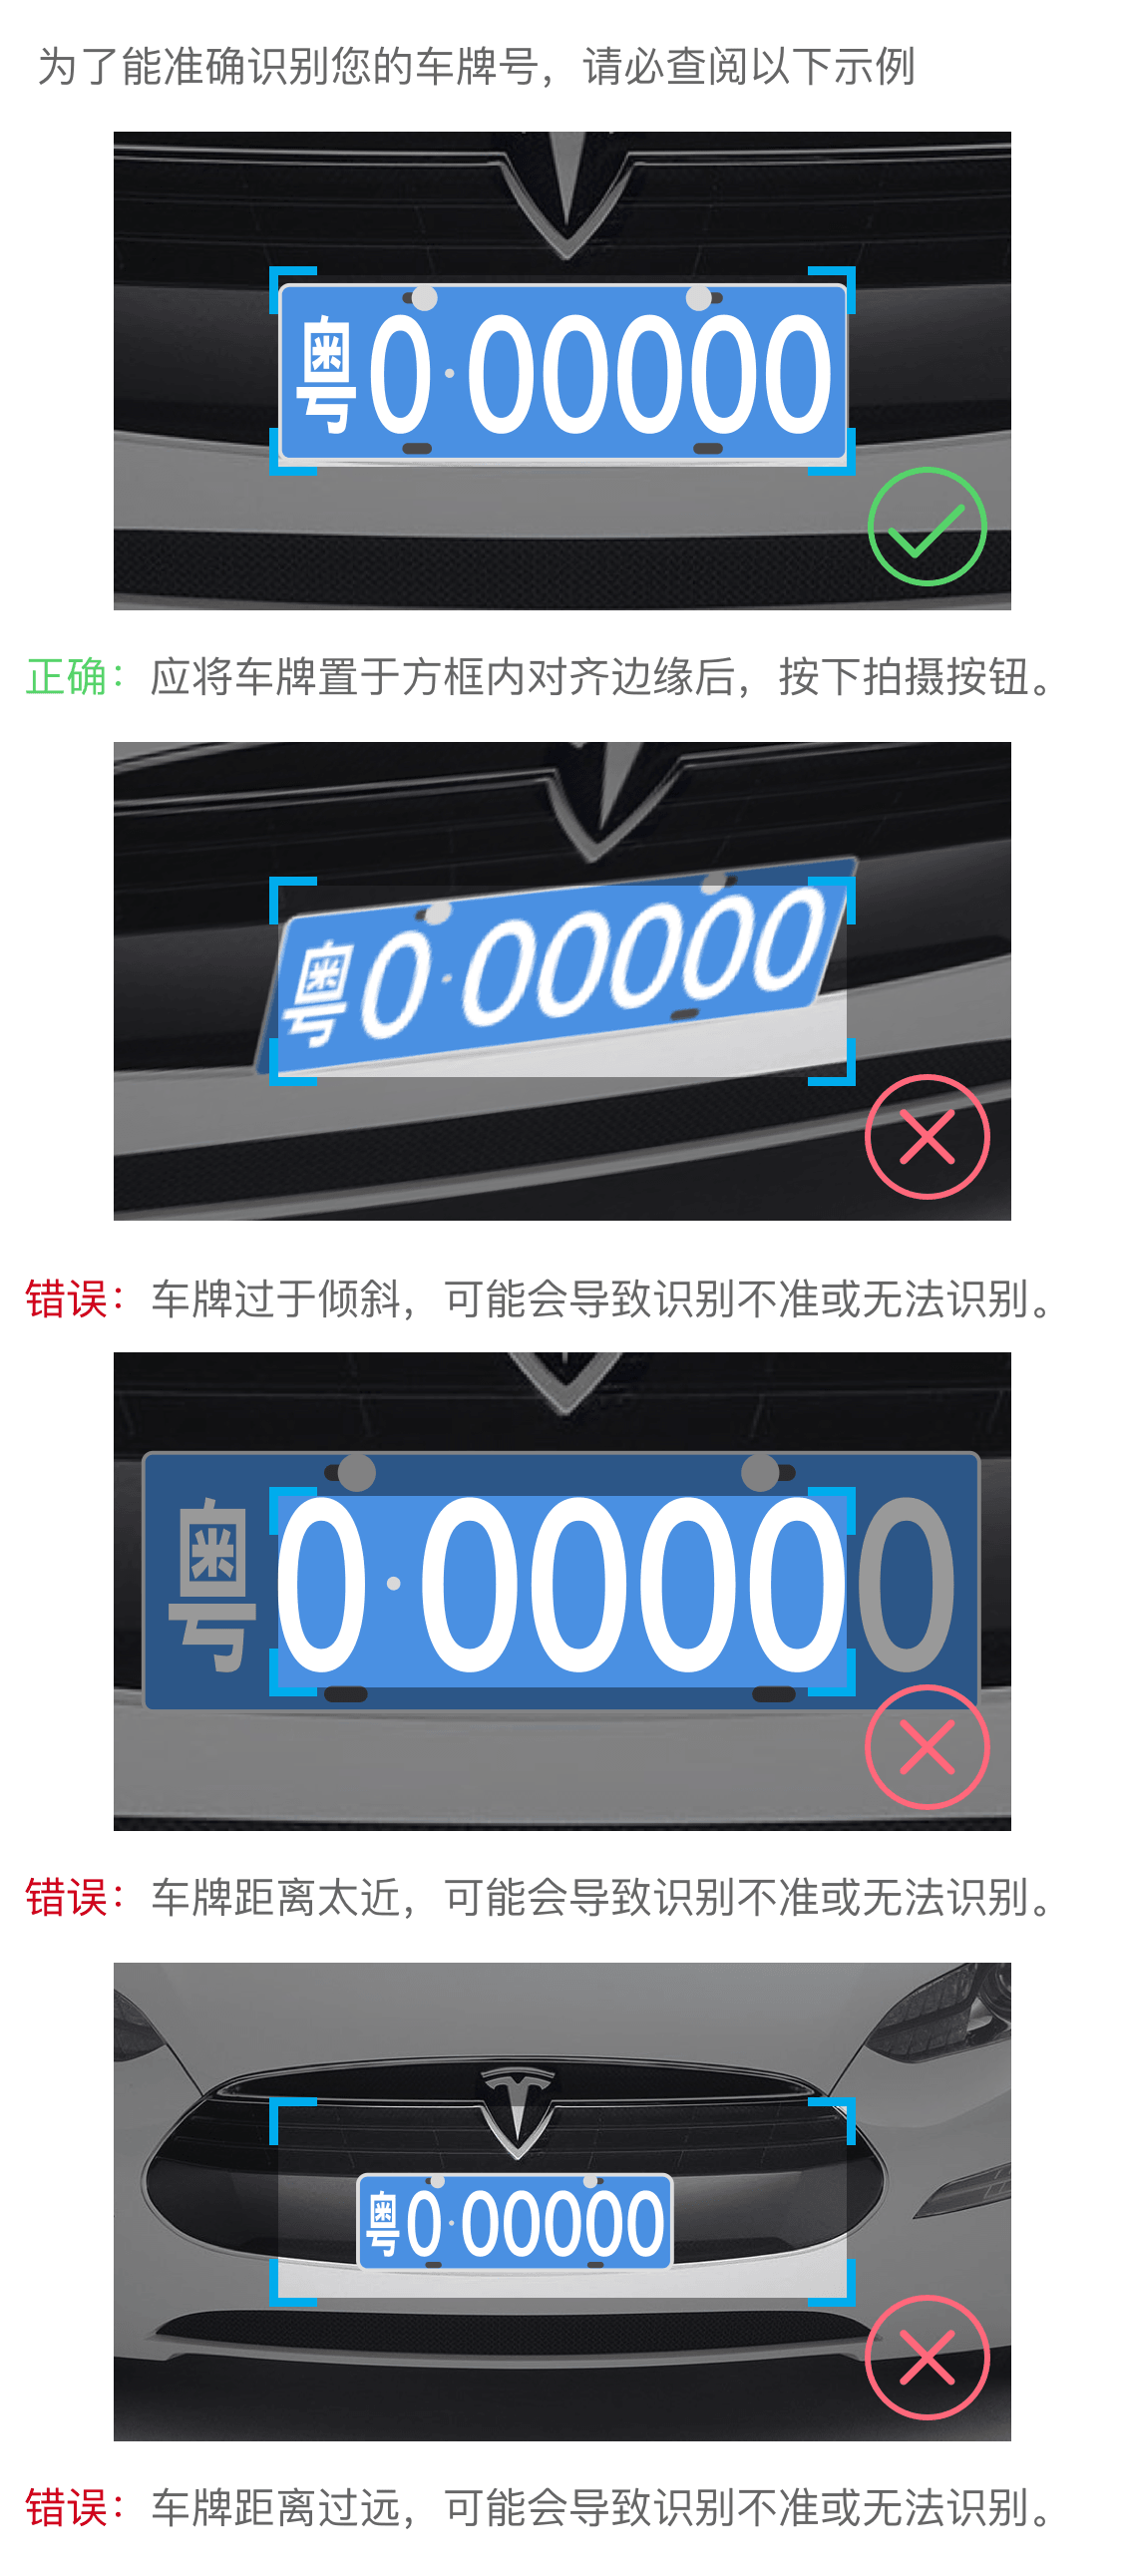 为了能准确识别您的车牌号，请必查阅以下示例
粤0·00000
正确：应将车牌置于方框内对齐边缘后，按下拍摄按钮。
粤0·00000
错误：车牌过于倾斜，可能会导致识别不准或无法识别。
粤0·00000
错误：车牌距离太近，可能会导致识别不准或无法识别。
粤0·00000
错误：车牌距离过远，可能会导致识别不准或无法识别。